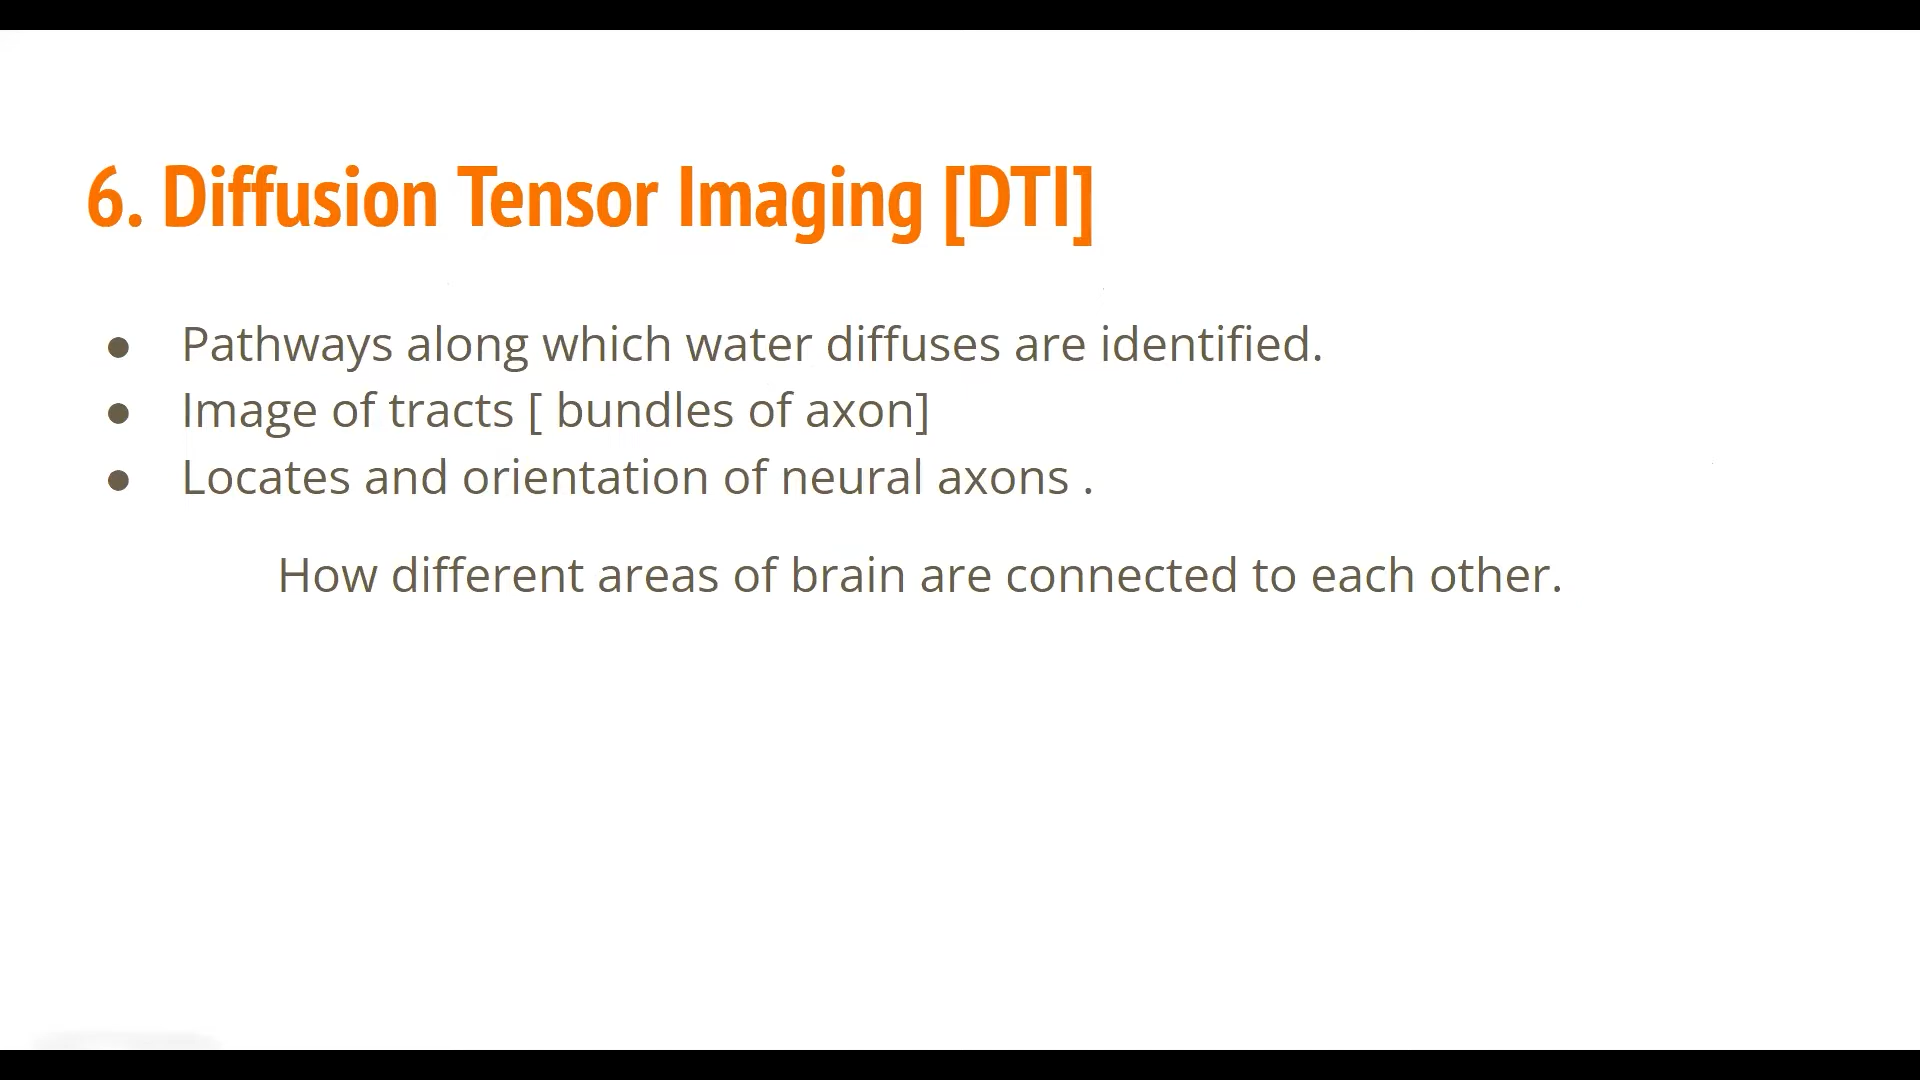 6. Diffusion Tensor Imaging [DTI]
● Pathways along which water diffuses are identified.
● Image of tracts [ bundles of axon]
● Locates and orientation of neural axons .
How different areas of brain are connected to each other.